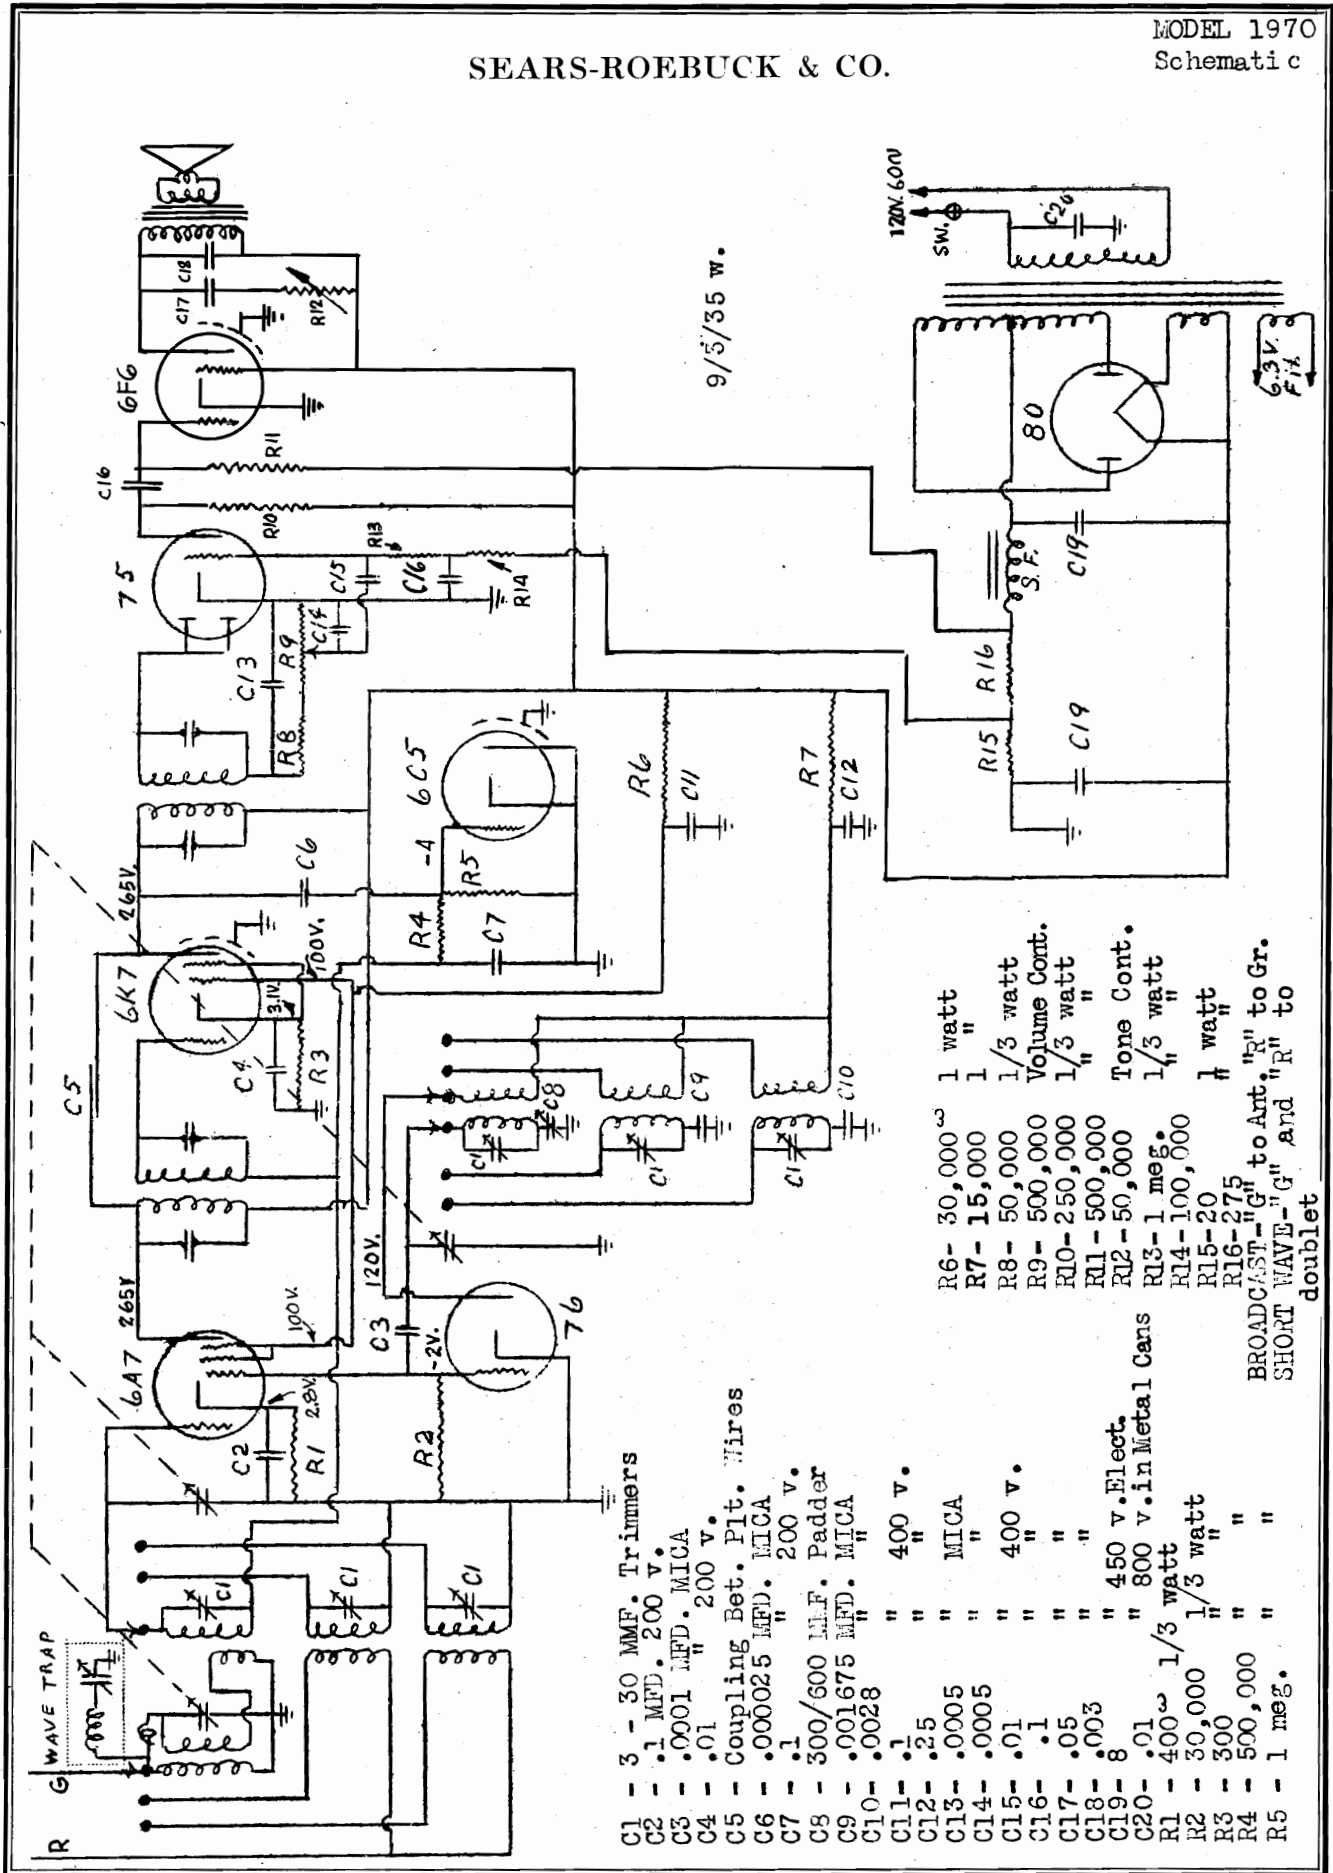 MODEL 1970
Schematic
SEARS-ROEBUCK & CO.
R
G
WAVE TRAP
C1
C1
C1
6A7
265V
100V.
2.8V.
C2
R1
R2
-2V.
C3
120V.
76
C5
6K7
265V.
100V.
3.1V.
C4
R3
C6
R4
R5
-4
C7
6C5
C1
C8
C1
C9
C1
C10
R6
C11
R7
C12
75
C13
R8
R9
C14
C15
R13
C16
R14
R10
C16
R11
6F6
C17
C18
R12
9/3/35 w.
120V. 60N
SW.
C20
80
6.3V.
Fil.
S.F.
C19
R16
R15
C19
C1 - 3 - 30 MMF. Trimmers
C2 - .1 MFD. 200 v.
C3 - .0001 MFD. MICA
C4 - .01 " 200 v.
C5 - Coupling Bet. Plt. Wires
C6 - .000025 MFD. MICA
C7 - .1 " 200 v.
C8 - 300/600 MMF. Padder
C9 - .001675 MFD. MICA
C10- .0028 " "
C11- .1 " 400 v.
C12- .25 " "
C13- .0005 " MICA
C14- .0005 " "
C15- .01 " 400 v.
C16- .1 " "
C17- .05 " "
C18- .003 " "
C19- 8 " 450 v.Elect.
C20- .01 " 800 v.in Metal Cans
R1 - 400ω 1/3 watt
R2 - 30,000 1/3 watt
R3 - 300 " "
R4 - 500,000 " "
R5 - 1 meg. " "
R6- 30,000ω 1 watt
R7- 15,000 1 "
R8- 50,000 1/3 watt
R9- 500,000 Volume Cont.
R10-250,000 1/3 watt
R11-500,000 " "
R12-50,000 Tone Cont.
R13-1 meg. 1/3 watt
R14-100,000 " "
R15-20 1 watt
R16-275 " "
BROADCAST-"G" to Ant. "R" to Gr.
SHORT WAVE-"G" and "R" to
doublet